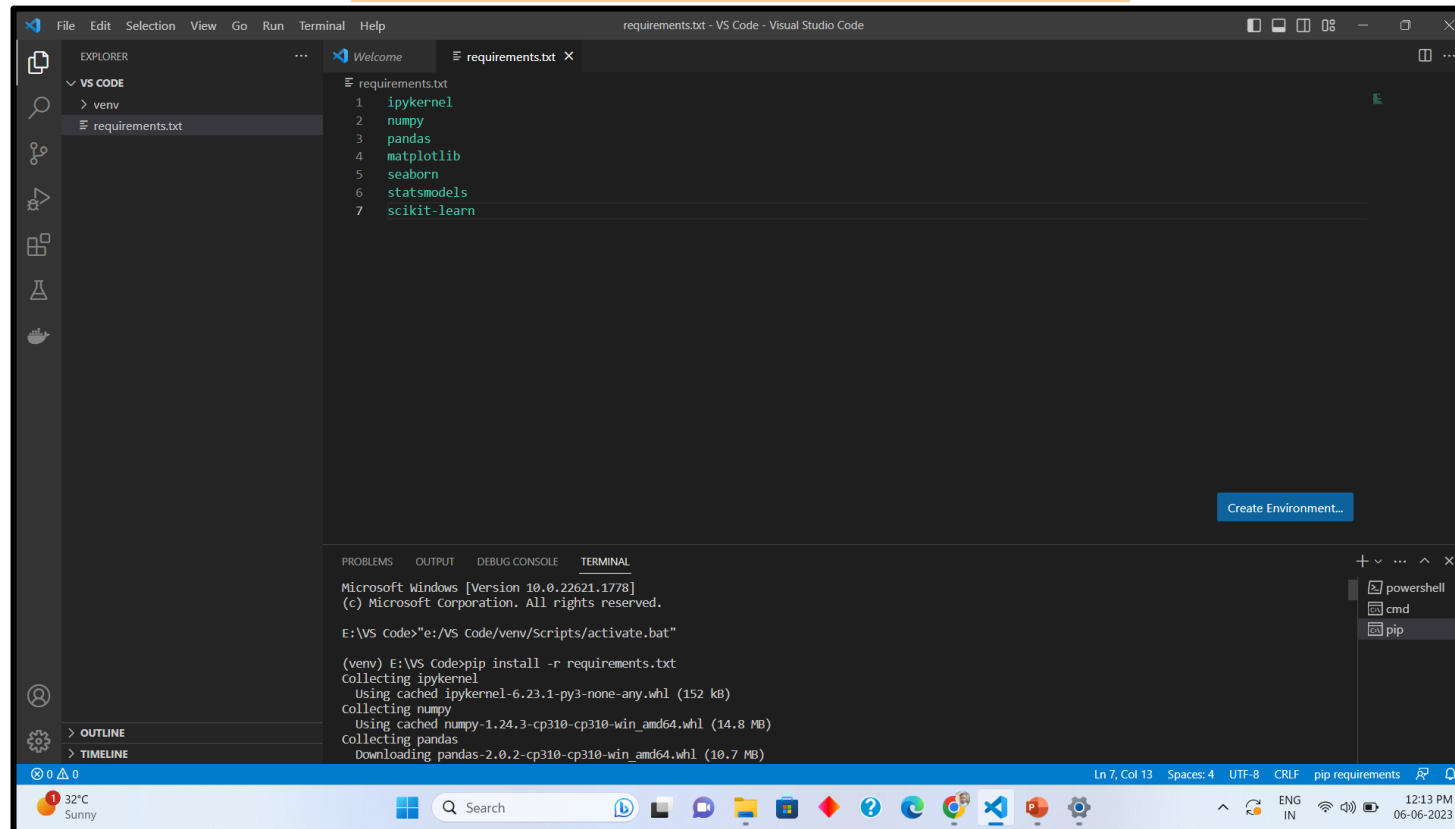 File Edit Selection View Go Run Terminal Help requirements.txt - VS Code - Visual Studio Code
EXPLORER
VS CODE
venv
requirements.txt
OUTLINE
TIMELINE
Welcome requirements.txt
requirements.txt
1 ipykernel
2 numpy
3 pandas
4 matplotlib
5 seaborn
6 statsmodels
7 scikit-learn
Create Environment...
PROBLEMS OUTPUT DEBUG CONSOLE TERMINAL
Microsoft Windows [Version 10.0.22621.1778]
(c) Microsoft Corporation. All rights reserved.
E:\VS Code>"e:/VS Code/venv/Scripts/activate.bat"
(venv) E:\VS Code>pip install -r requirements.txt
Collecting ipykernel
Using cached ipykernel-6.23.1-py3-none-any.whl (152 kB)
Collecting numpy
Using cached numpy-1.24.3-cp310-cp310-win_amd64.whl (14.8 MB)
Collecting pandas
Downloading pandas-2.0.2-cp310-cp310-win_amd64.whl (10.7 MB)
powershell
cmd
pip
0 0 Ln 7, Col 13 Spaces: 4 UTF-8 CRLF pip requirements
1
32°C
Sunny
Search
ENG
IN
12:13 PM
06-06-2023